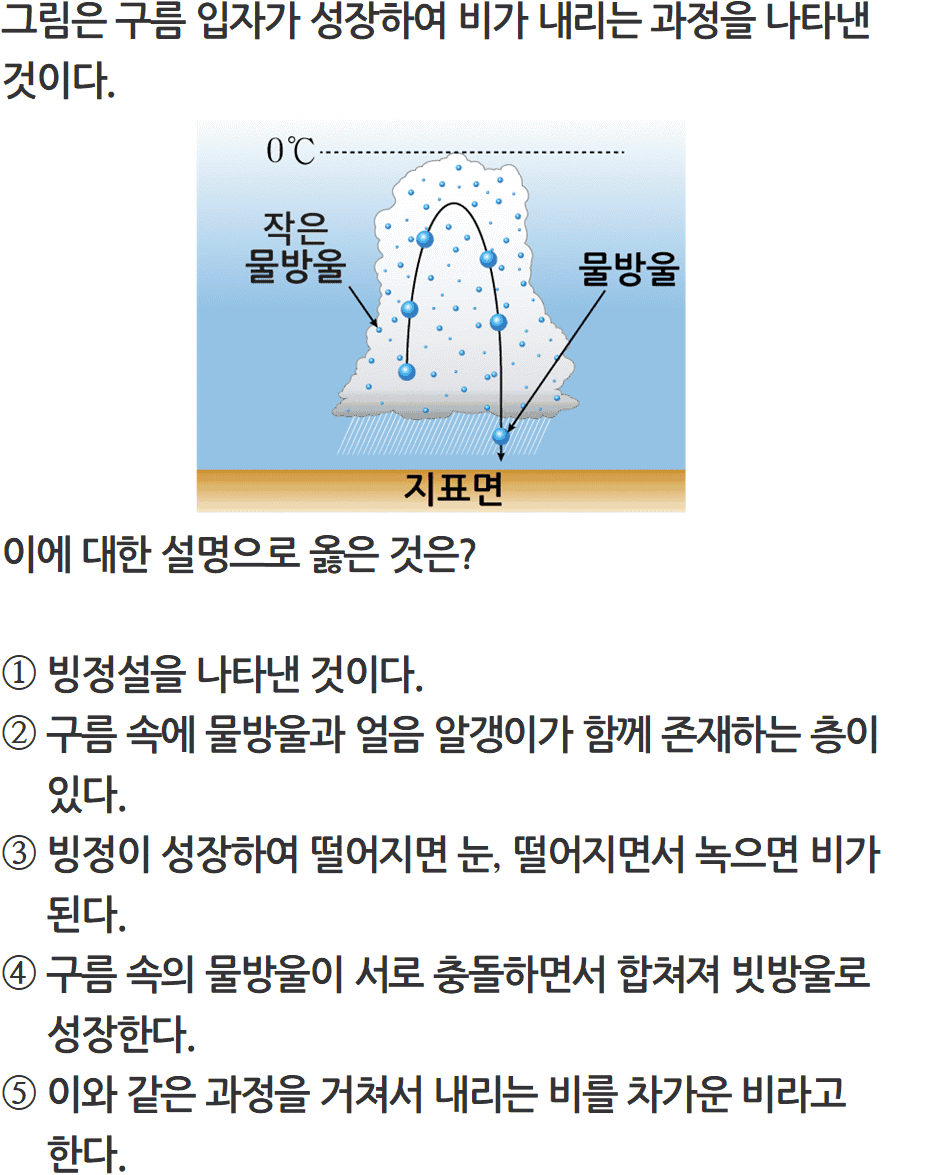 그림은 구름 입자가 성장하여 비가 내리는 과정을 나타낸
것이다.
0℃
작은
물방울
물방울
지표면
이에 대한 설명으로 옳은 것은?
① 빙정설을 나타낸 것이다.
② 구름 속에 물방울과 얼음 알갱이가 함께 존재하는 층이
있다.
③ 빙정이 성장하여 떨어지면 눈, 떨어지면서 녹으면 비가
된다.
④ 구름 속의 물방울이 서로 충돌하면서 합쳐져 빗방울로
성장한다.
⑤ 이와 같은 과정을 거쳐서 내리는 비를 차가운 비라고
한다.